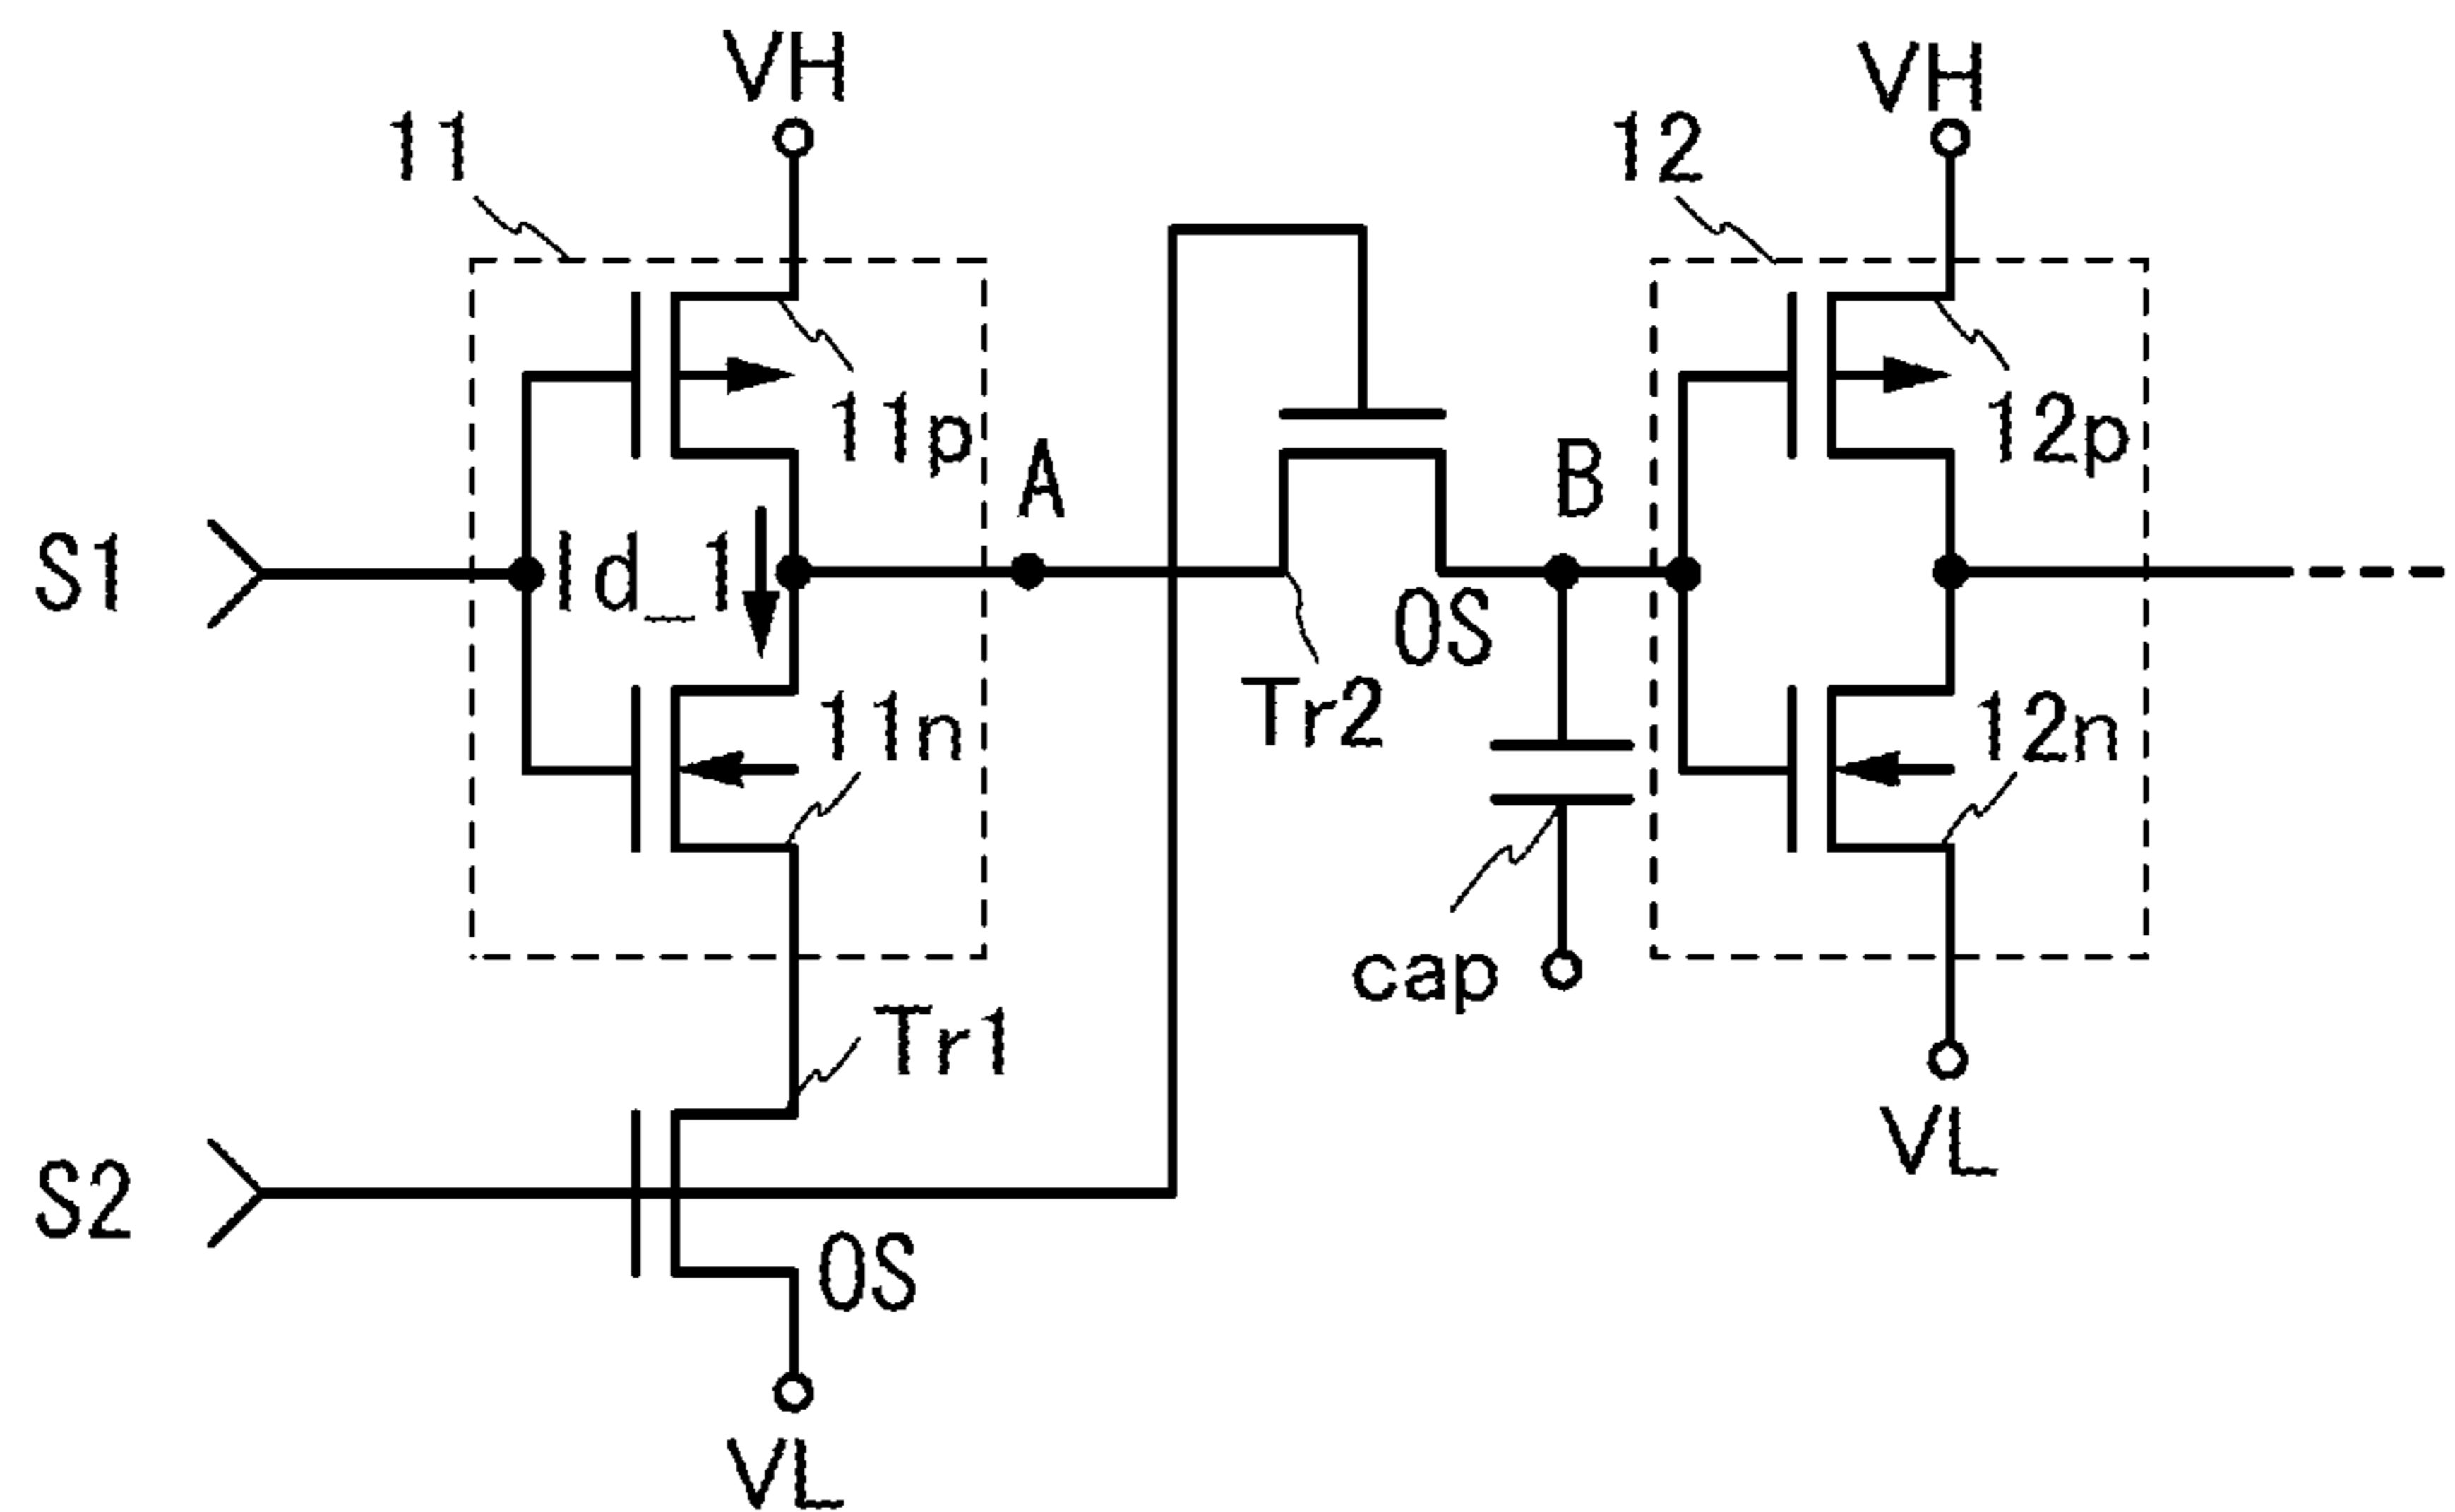 VH
VH
11
12
11p
12p
A
B
S1
Id_1
OS
Tr2
11n
12n
cap
Tr1
VL
S2
OS
VL